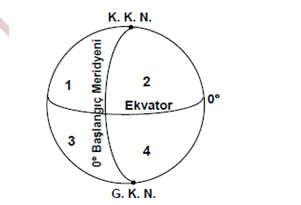 K. K. N.
1
2
0° Başlangıç Meridyeni
Ekvator
0°
3
4
G. K. N.